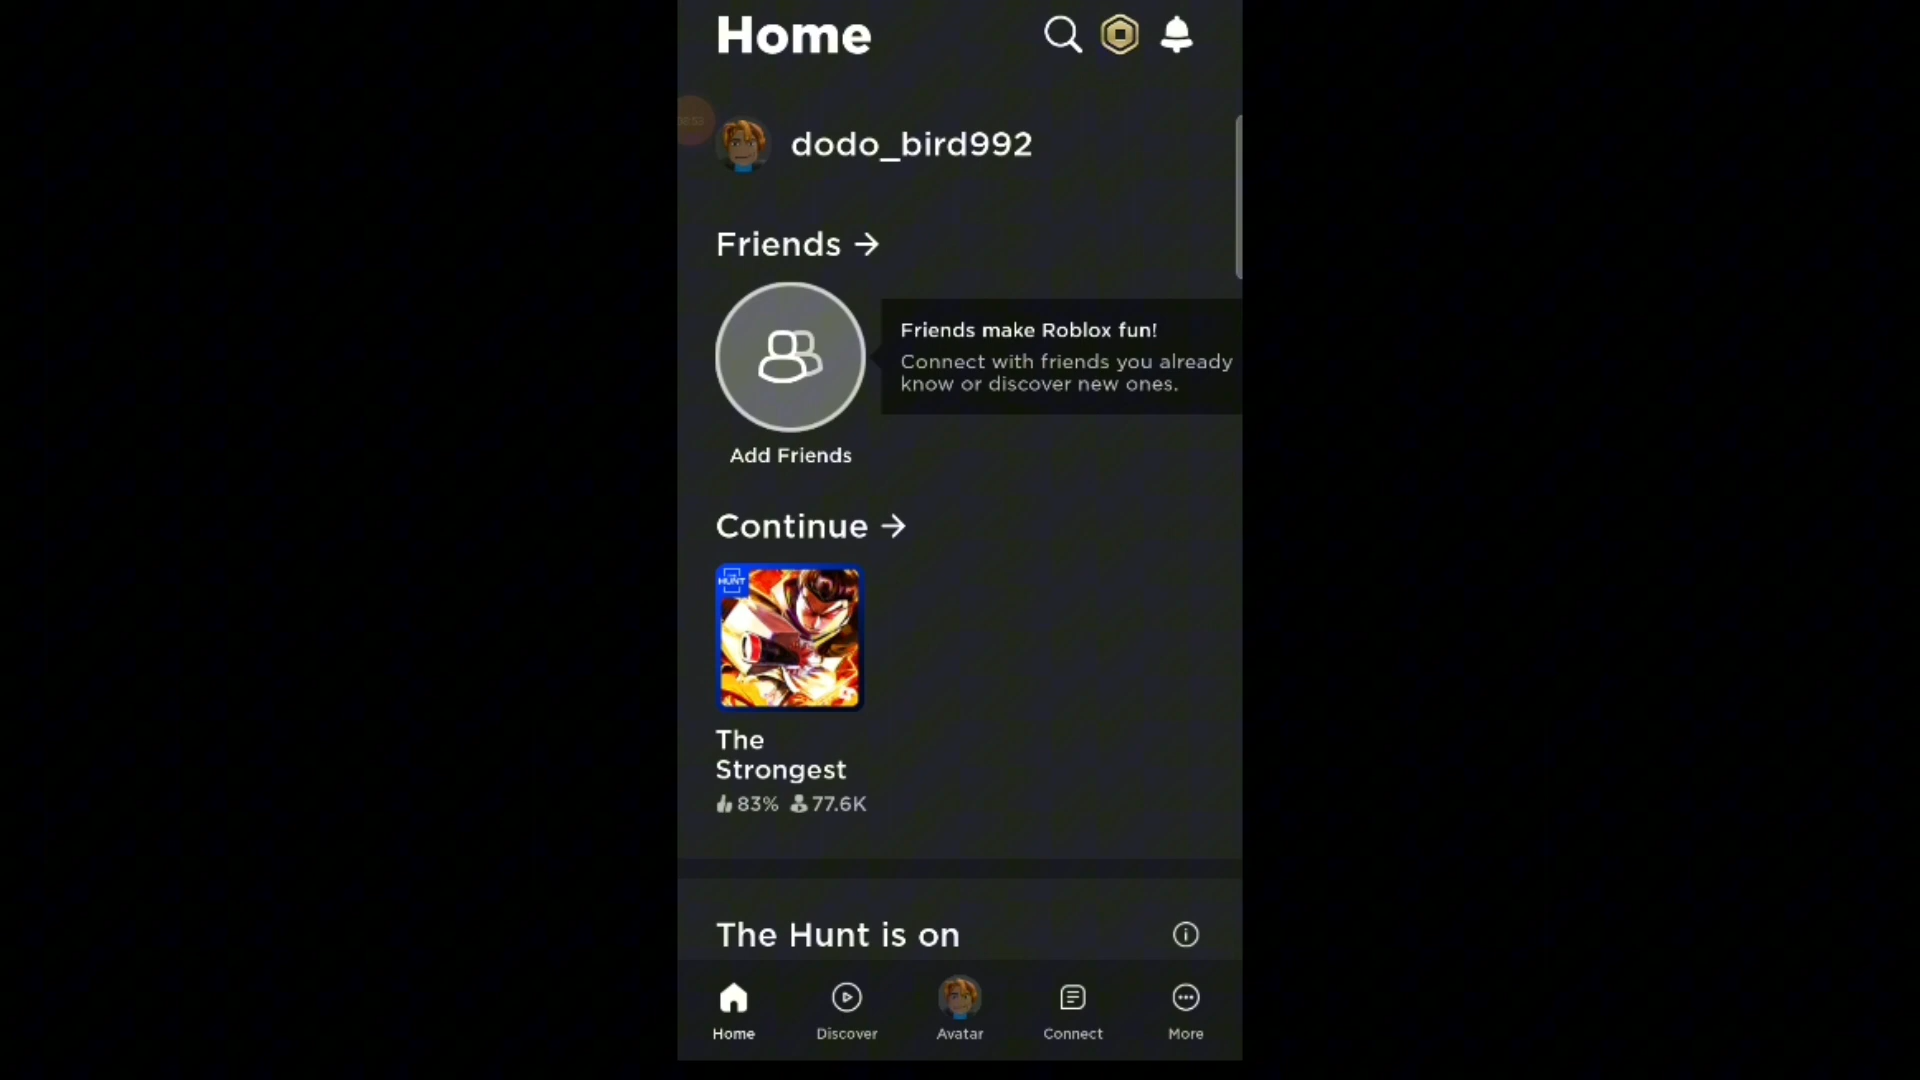 Home
dodo_bird992
Friends →
Friends make Roblox fun!
Connect with friends you already
know or discover new ones.
Add Friends
Continue →
HUNT
The
Strongest
83% 77.6K
The Hunt is on
Home Discover Avatar Connect More